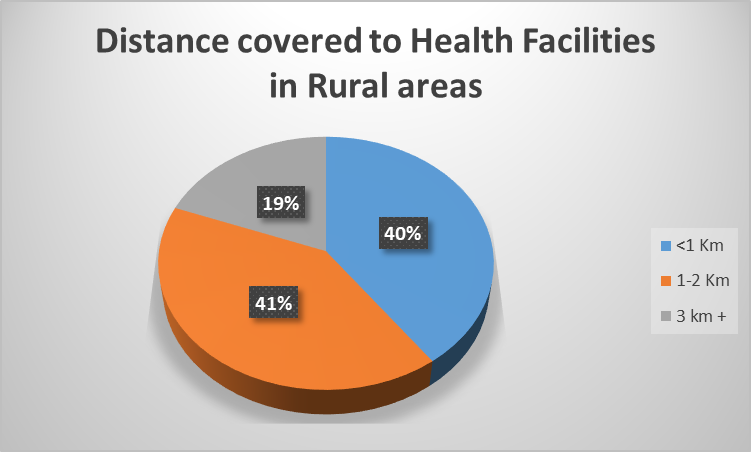 Distance covered to Health Facilities
in Rural areas
19%
40%
41%
<1 Km
1-2 Km
3 km +